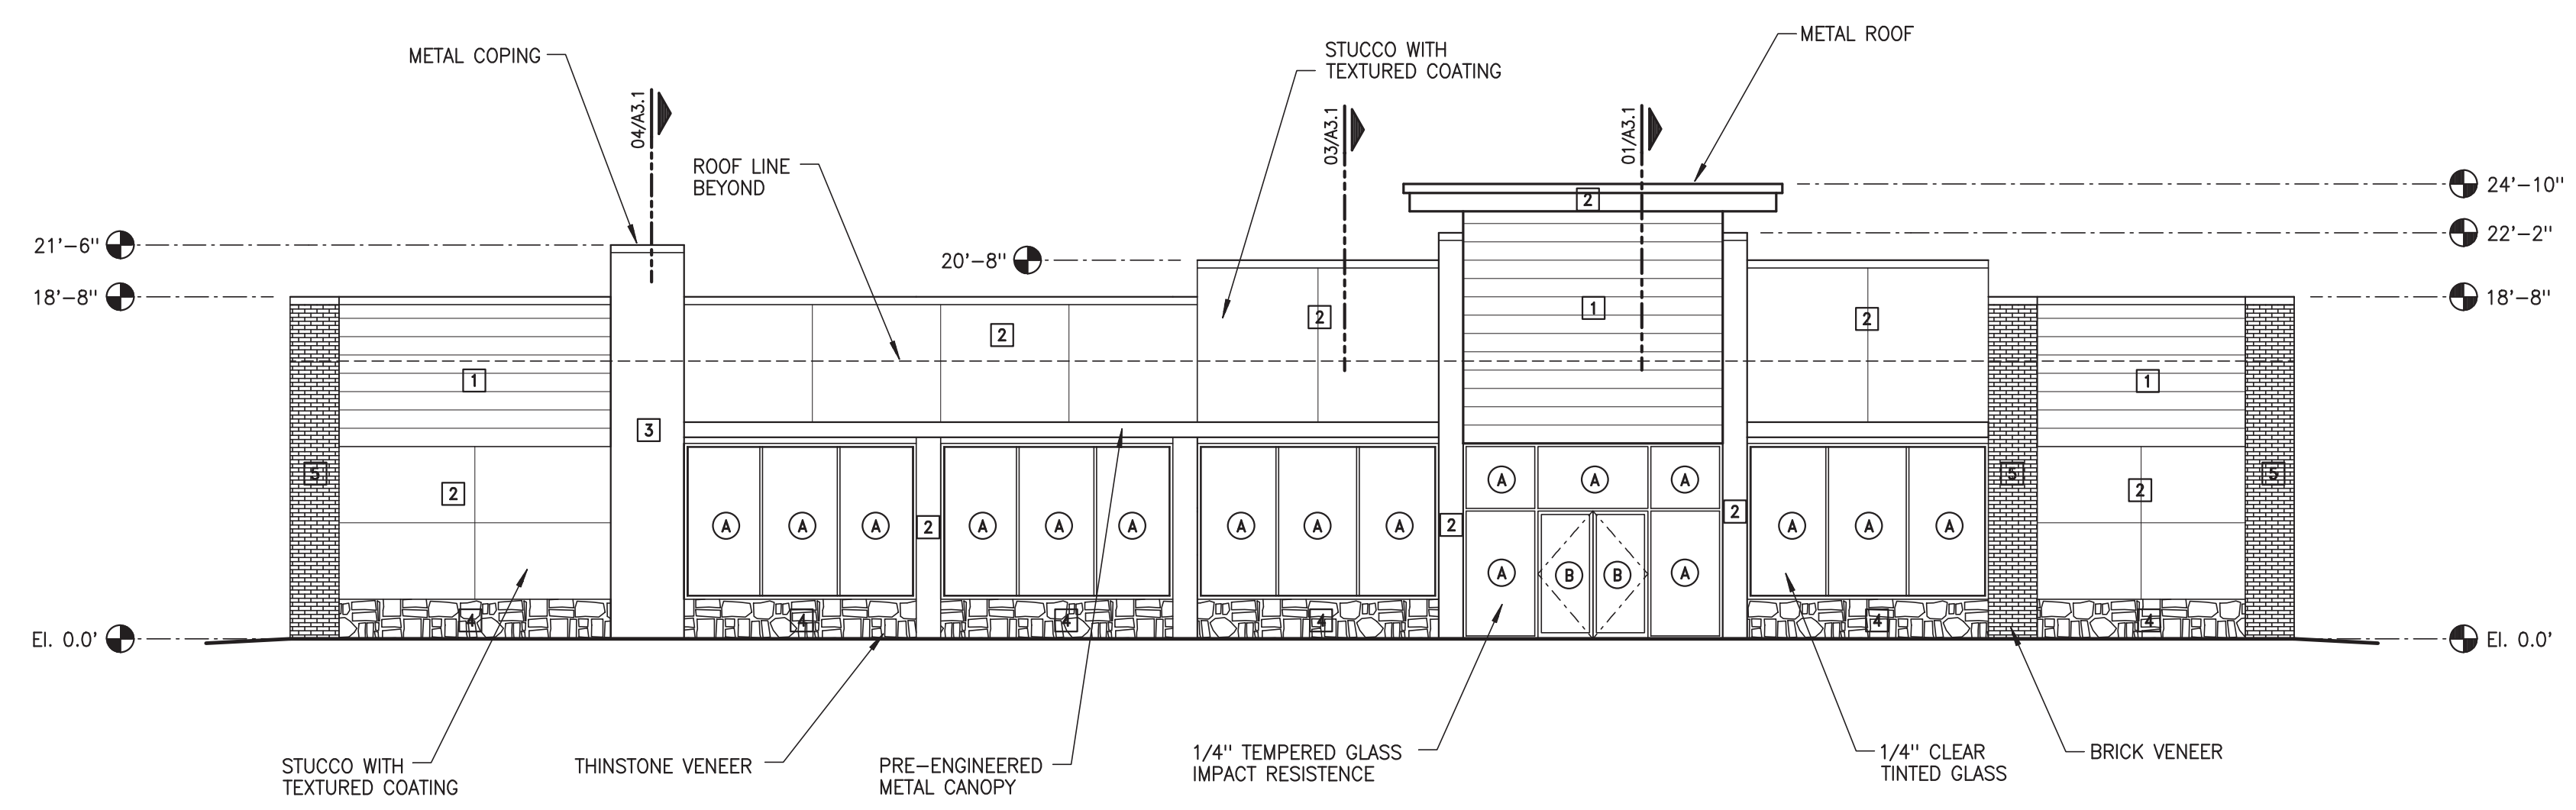 METAL ROOF
STUCCO WITH
TEXTURED COATING
METAL COPING
04/A3.1
03/A3.1
01/A3.1
ROOF LINE
BEYOND
24'-10"
2
22'-2"
21'-6"
20'-8"
18'-8"
18'-8"
1
2
2
2
1
1
3
5
2
A
A
A
5
2
5
A
A
A
2
A
A
A
A
A
A
2
2
A
A
A
A
B
B
A
4
4
4
4
4
4
El. 0.0'
El. 0.0'
STUCCO WITH
TEXTURED COATING
THINSTONE VENEER
PRE-ENGINEERED
METAL CANOPY
1/4" TEMPERED GLASS
IMPACT RESISTENCE
1/4" CLEAR
TINTED GLASS
BRICK VENEER